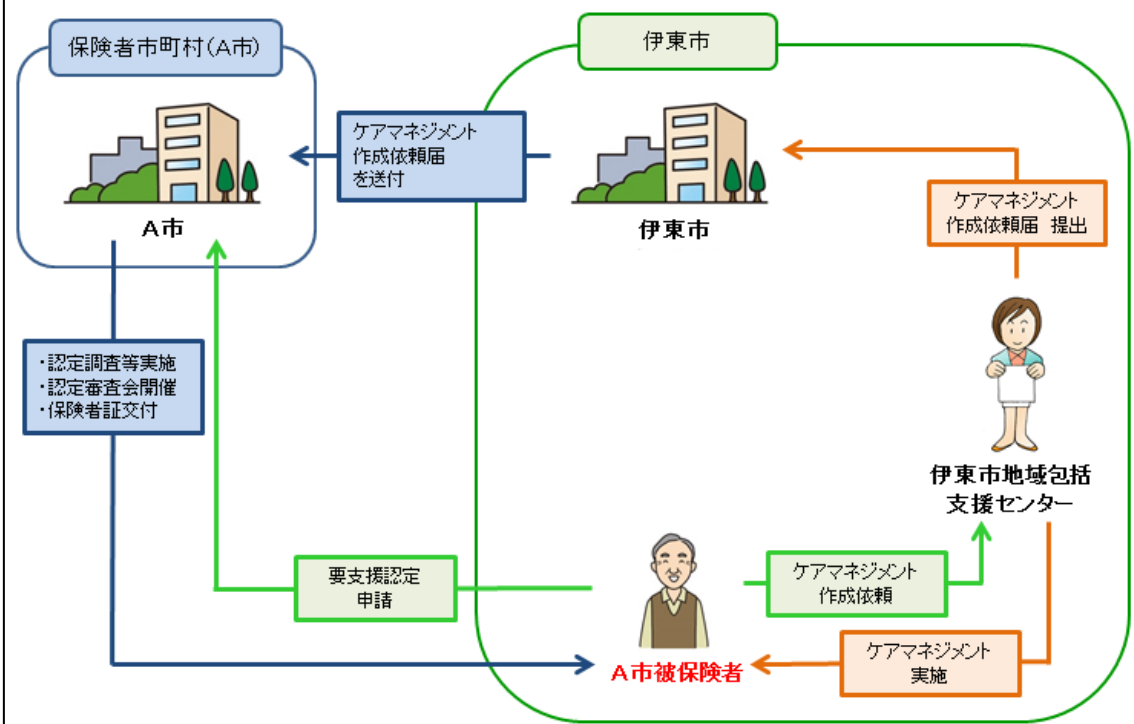 保険者市町村(A市)
伊東市
ケアマネジメント
作成依頼届
を送付
A市
伊東市
ケアマネジメント
作成依頼届 提出
・認定調査等実施
・認定審査会開催
・保険者証交付
伊東市地域包括
支援センター
要支援認定
申請
ケアマネジメント
作成依頼
A市被保険者
ケアマネジメント
実施